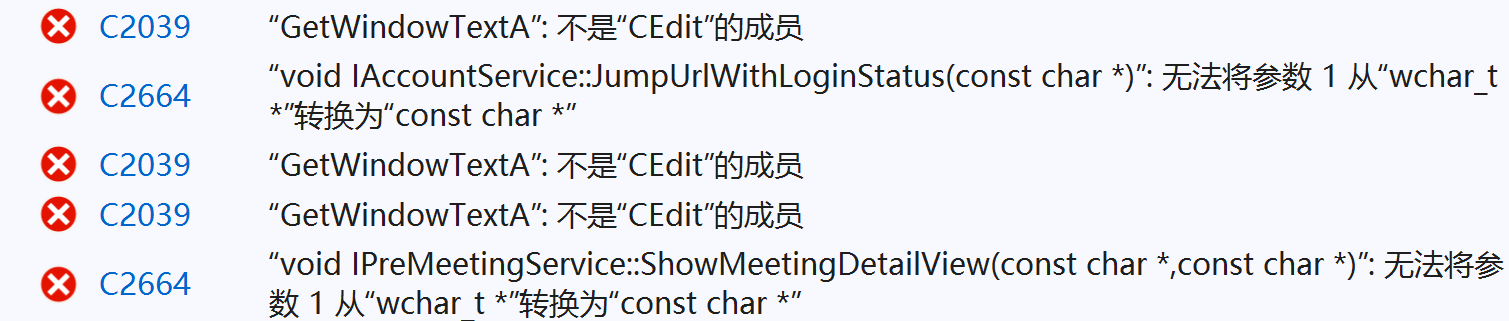 C2039 “GetWindowTextA”: 不是“CEdit”的成员
C2664 “void IAccountService::JumpUrlWithLoginStatus(const char *)”: 无法将参数 1 从“wchar_t
*”转换为“const char *”
C2039 “GetWindowTextA”: 不是“CEdit”的成员
C2039 “GetWindowTextA”: 不是“CEdit”的成员
C2664 “void IPreMeetingService::ShowMeetingDetailView(const char *,const char *)”: 无法将参
数 1 从“wchar_t *”转换为“const char *”